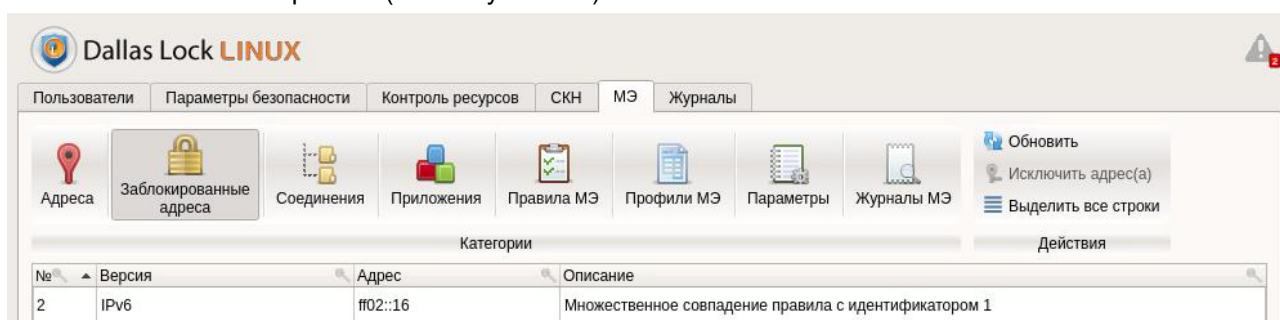 Dallas Lock LINUX
2
Пользователи Параметры безопасности Контроль ресурсов СКН МЭ Журналы
Адреса
Заблокированные
адреса
Соединения
Приложения
Правила МЭ
Профили МЭ
Параметры
Журналы МЭ
Категории
Обновить
Исключить адрес(а)
Выделить все строки
Действия
№ Версия Адрес Описание
2 IPv6 ff02::16 Множественное совпадение правила с идентификатором 1